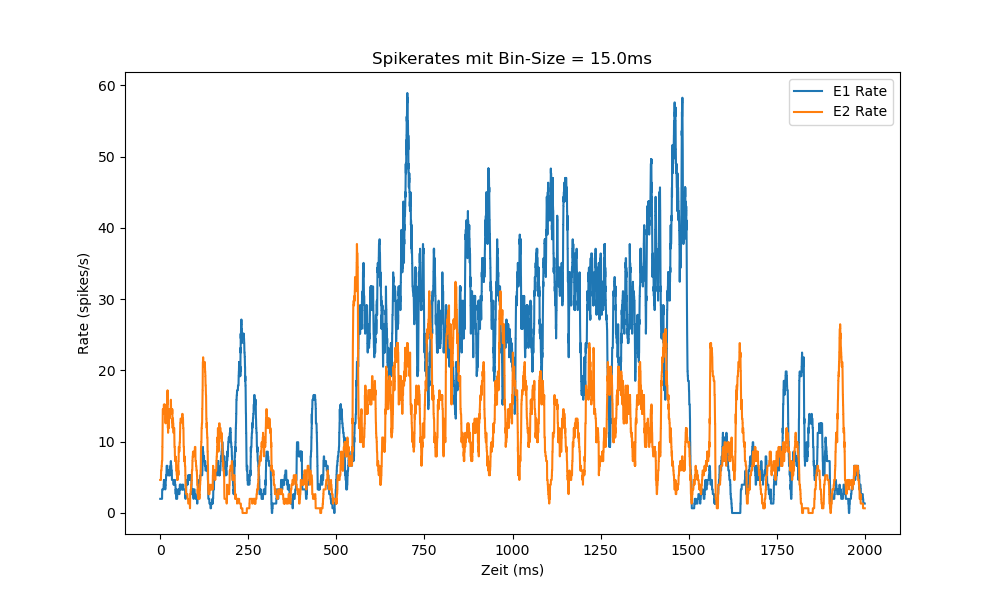 Spikerates mit Bin-Size = 15.0ms
E1 Rate
E2 Rate
Rate (spikes/s)
60
50
40
30
20
10
0
0 250 500 750 1000 1250 1500 1750 2000
Zeit (ms)